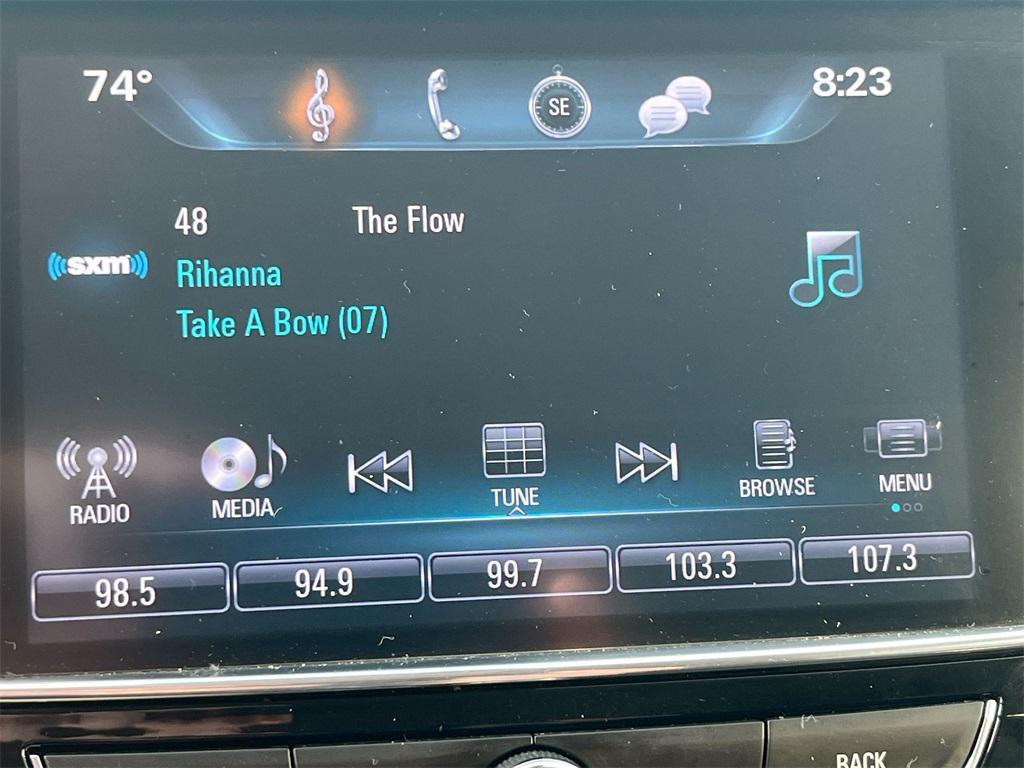 74° SE 8:23
48 The Flow
sxm
Rihanna
Take A Bow (07)
RADIO MEDIA TUNE BROWSE MENU
98.5 94.9 99.7 103.3 107.3
BACK